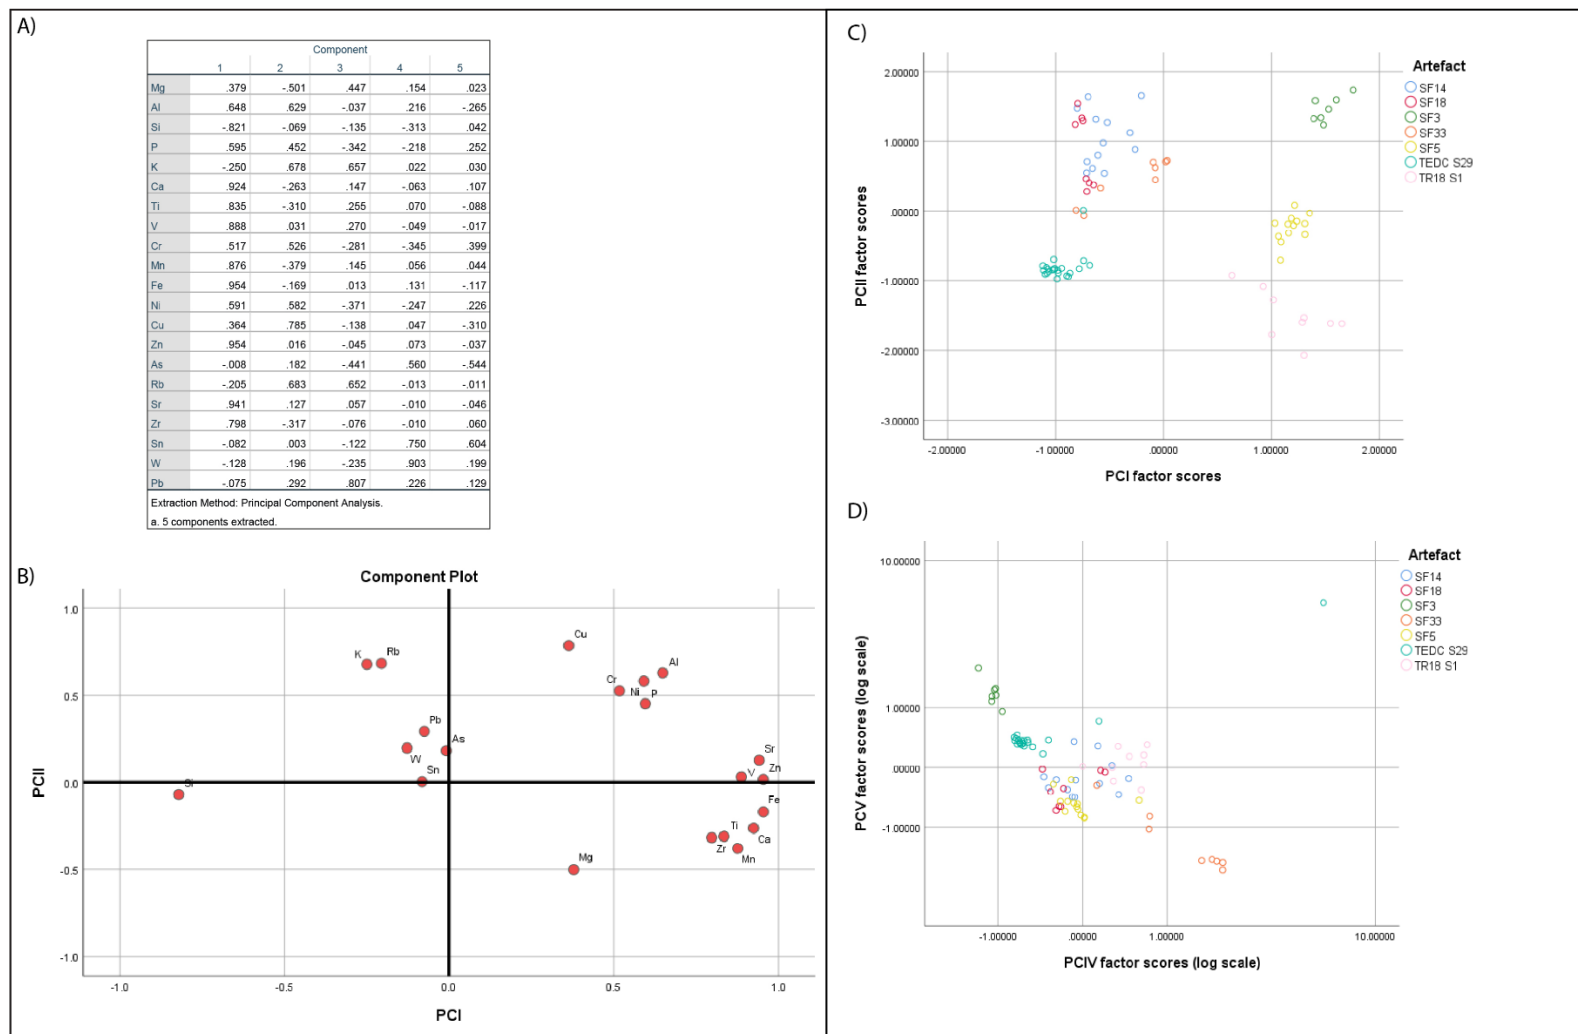 A)
Component
1 2 3 4 5
Mg .379 -.501 .447 .154 .023
Al .648 .629 -.037 .216 -.265
Si -.821 -.069 -.135 -.313 .042
P .595 .452 -.342 -.218 .252
K -.250 .678 .657 .022 .030
Ca .924 -.263 .147 -.063 .107
Ti .835 -.310 .255 .070 -.088
V .888 .031 .270 -.049 -.017
Cr .517 .526 -.281 -.345 .399
Mn .876 -.379 .145 .056 .044
Fe .954 -.169 .013 .131 -.117
Ni .591 .582 -.371 -.247 .226
Cu .364 .785 -.138 .047 -.310
Zn .954 .016 -.045 .073 -.037
As -.008 .182 -.441 .560 -.544
Rb -.205 .683 .652 -.013 -.011
Sr .941 .127 .057 -.010 -.046
Zr .798 -.317 -.076 -.010 .060
Sn -.082 .003 -.122 .750 .604
W -.128 .196 -.235 .903 .199
Pb -.075 .292 .807 .226 .129
Extraction Method: Principal Component Analysis.
a. 5 components extracted.
B)
Component Plot
PCII
1.0
0.5
0.0
-0.5
-1.0
Cu
K
Rb
Al
Cr
Ni
P
Pb
As
W
Sn
Sr
V
Zn
Si
Fe
Ti
Ca
Zr
Mn
Mg
-1.0 -0.5 0.0 0.5 1.0
PCI
C)
PCII factor scores
2.00000
1.00000
.00000
-1.00000
-2.00000
-3.00000
-2.00000 -1.00000 .00000 1.00000 2.00000
PCI factor scores
Artefact
SF14
SF18
SF3
SF33
SF5
TEDC S29
TR18 S1
D)
PCV factor scores (log scale)
10.00000
1.00000
.00000
-1.00000
-1.00000 .00000 1.00000 10.00000
PCIV factor scores (log scale)
Artefact
SF14
SF18
SF3
SF33
SF5
TEDC S29
TR18 S1